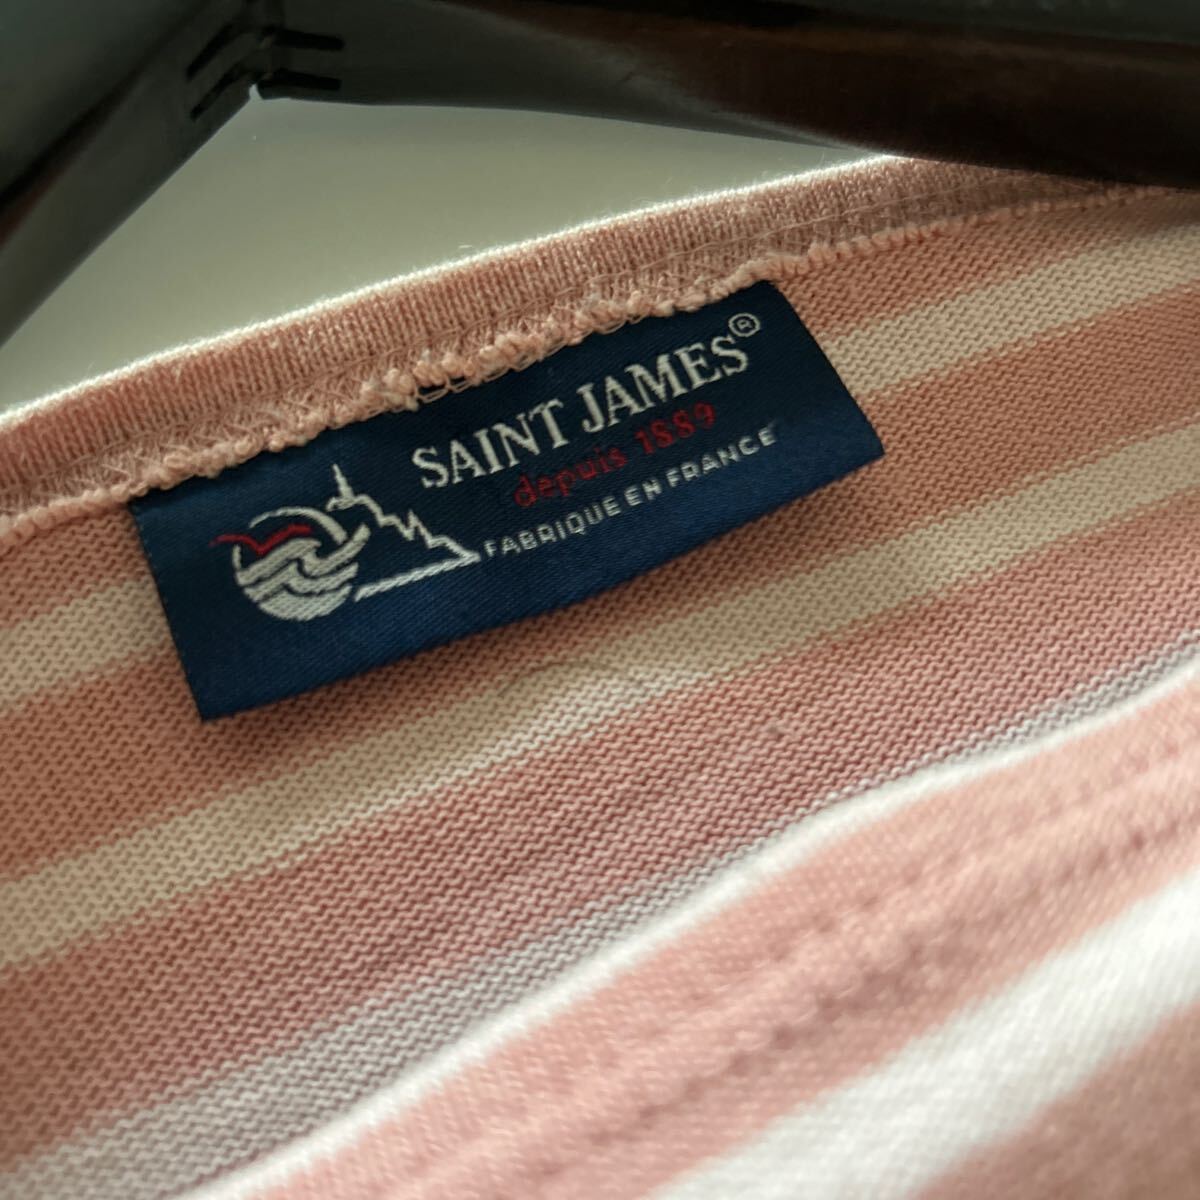 SAINT JAMES®
depuis 1889
FABRIQUE EN FRANCE